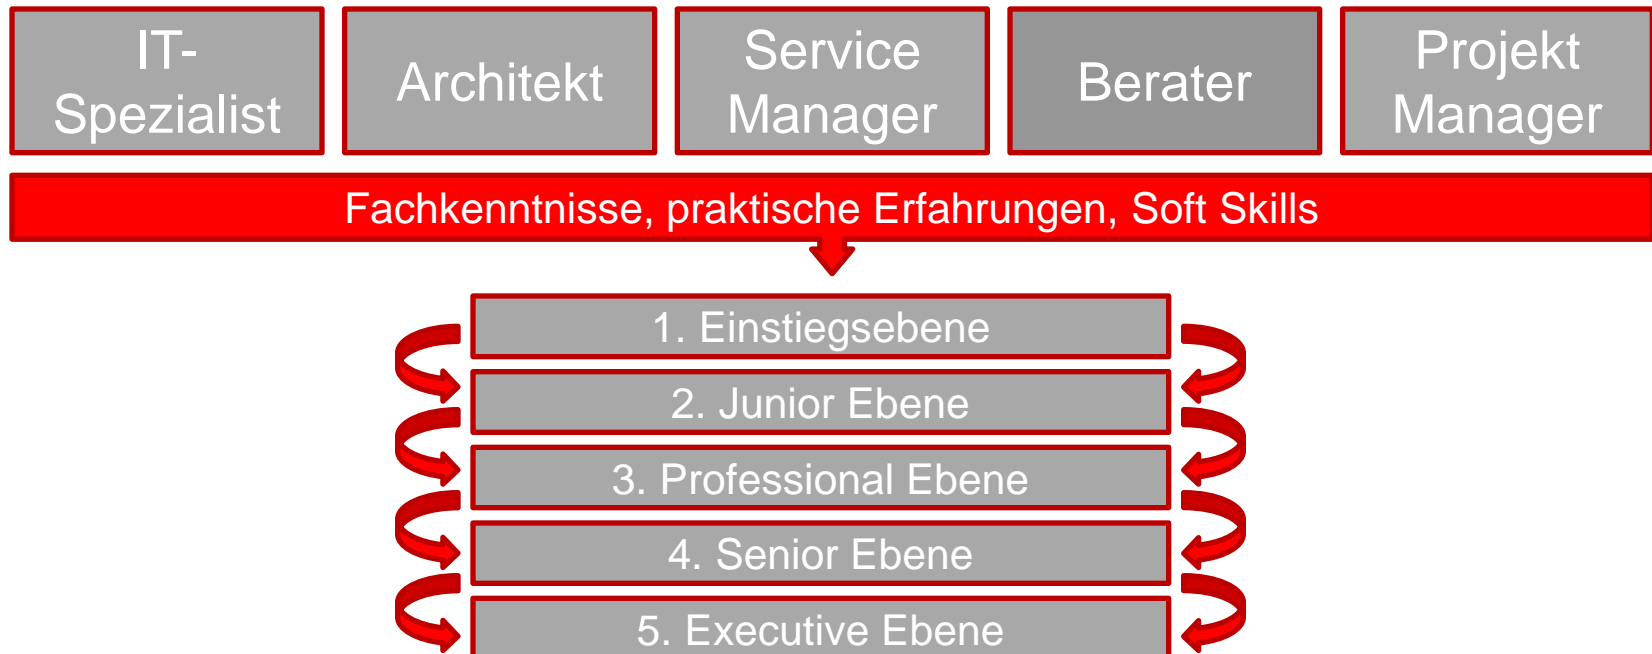 IT-
Spezialist
Architekt
Service
Manager
Berater
Projekt
Manager
Fachkenntnisse, praktische Erfahrungen, Soft Skills
1. Einstiegsebene
2. Junior Ebene
3. Professional Ebene
4. Senior Ebene
5. Executive Ebene